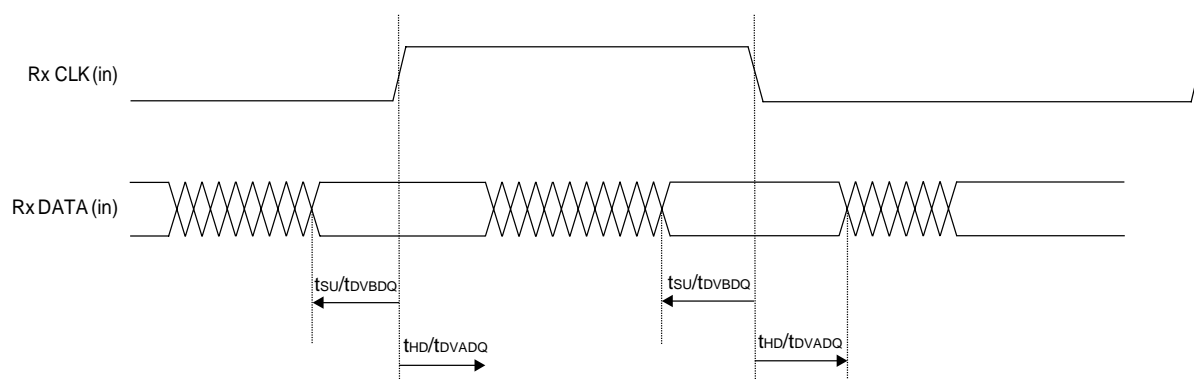 Rx CLK (in)
Rx DATA (in)
tSU/tDVBDQ
tSU/tDVBDQ
tHD/tDVADQ
tHD/tDVADQ